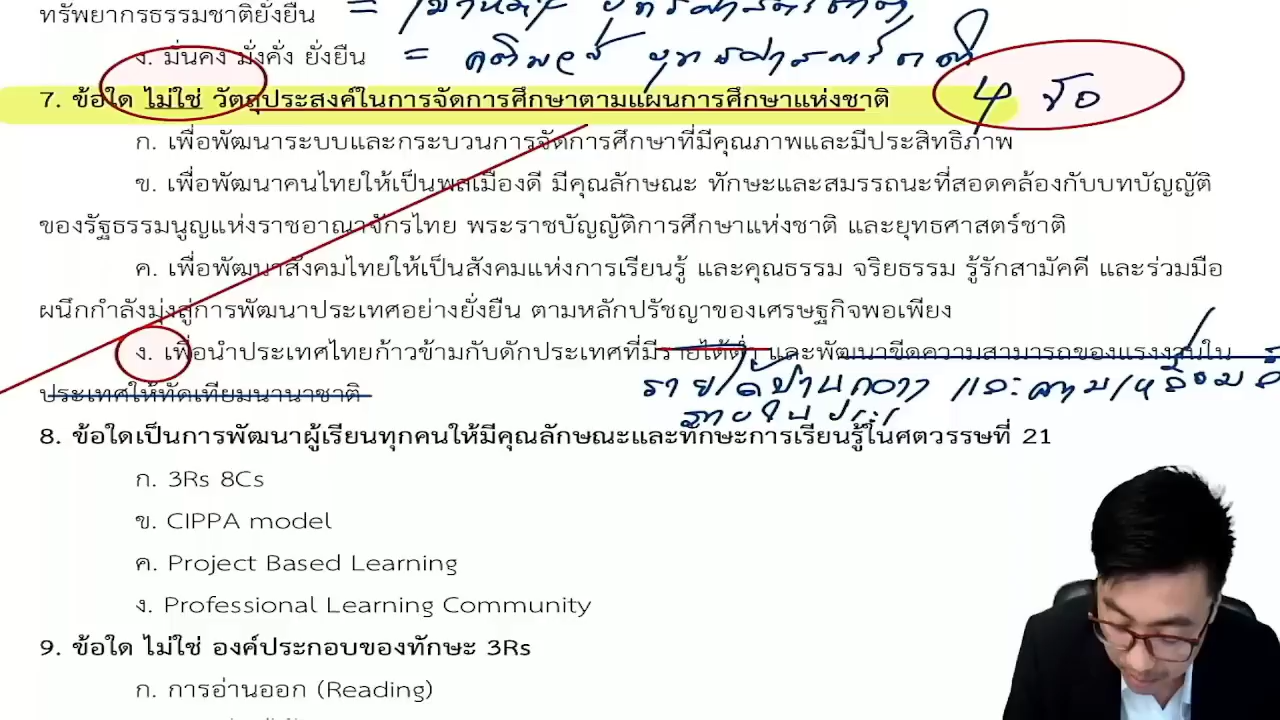 ทรัพยากรธรรมชาติยั่งยืน =
ง. มั่นคง มั่งคั่ง ยั่งยืน =
7. ข้อใด ไม่ใช่ วัตถุประสงค์ในการจัดการศึกษาตามแผนการศึกษาแห่งชาติ 4 ข้อ
ก. เพื่อพัฒนาระบบและกระบวนการจัดการศึกษาที่มีคุณภาพและมีประสิทธิภาพ
ข. เพื่อพัฒนาคนไทยให้เป็นพลเมืองดี มีคุณลักษณะ ทักษะและสมรรถนะที่สอดคล้องกับบทบัญญัติ
ของรัฐธรรมนูญแห่งราชอาณาจักรไทย พระราชบัญญัติการศึกษาแห่งชาติ และยุทธศาสตร์ชาติ
ค. เพื่อพัฒนาสังคมไทยให้เป็นสังคมแห่งการเรียนรู้ และคุณธรรม จริยธรรม รู้รักสามัคคี และร่วมมือ
ผนึกกำลังมุ่งสู่การพัฒนาประเทศอย่างยั่งยืน ตามหลักปรัชญาของเศรษฐกิจพอเพียง
ง. เพื่อนำประเทศไทยก้าวข้ามกับดักประเทศที่มีรายได้ต่ำ และพัฒนาขีดความสามารถของแรงงานใน
ประเทศให้ทัดเทียมนานาชาติ
รายได้ปานกลาง และความเหลื่อมล้ำ
8. ข้อใดเป็นการพัฒนาผู้เรียนทุกคนให้มีคุณลักษณะและทักษะการเรียนรู้ในศตวรรษที่ 21
ก. 3Rs 8Cs
ข. CIPPA model
ค. Project Based Learning
ง. Professional Learning Community
9. ข้อใด ไม่ใช่ องค์ประกอบของทักษะ 3Rs
ก. การอ่านออก (Reading)